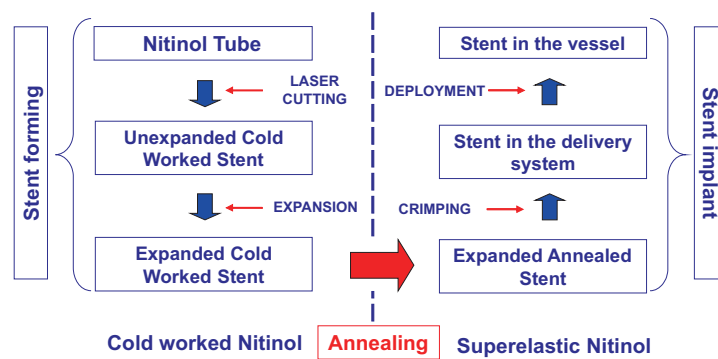 Stent forming
Nitinol Tube
LASER
CUTTING
Unexpanded Cold
Worked Stent
EXPANSION
Expanded Cold
Worked Stent
Cold worked Nitinol
Annealing
Stent in the vessel
DEPLOYMENT
Stent in the delivery
system
CRIMPING
Expanded Annealed
Stent
Superelastic Nitinol
Stent implant